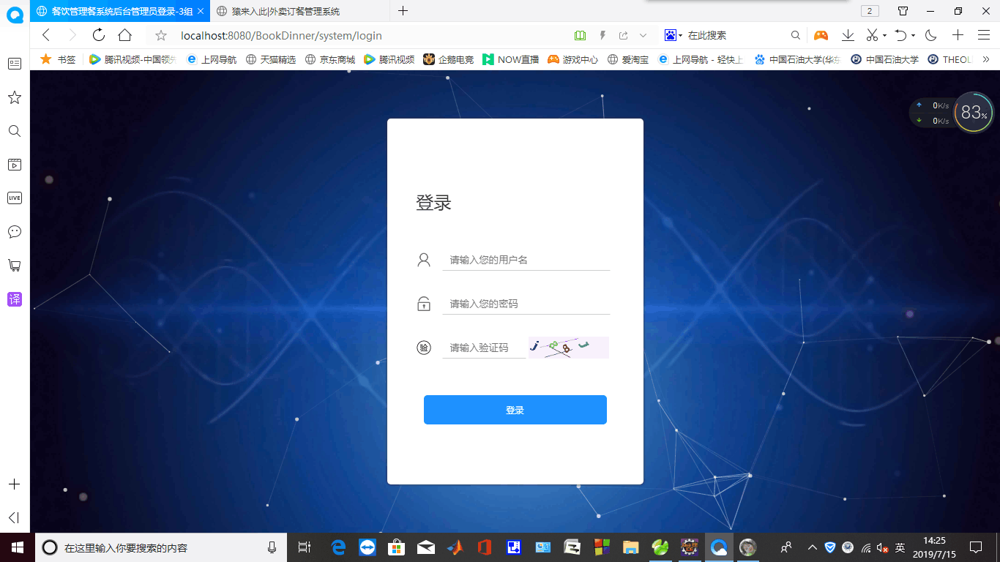 餐饮管理餐系统后台管理员登录-3组
猿来入此|外卖订餐管理系统
2
localhost:8080/BookDinner/system/login
在此搜索
书签
腾讯视频-中国领先
上网导航
天猫精选
京东商城
腾讯视频
企鹅电竞
NOW直播
游戏中心
爱淘宝
上网导航 - 轻快上
中国石油大学(华东
中国石油大学
THEOL
LIVE
译
0K/s
0K/s
83%
登录
请输入您的用户名
请输入您的密码
验
请输入验证码
登录
在这里输入你要搜索的内容
英
14:25
2019/7/15